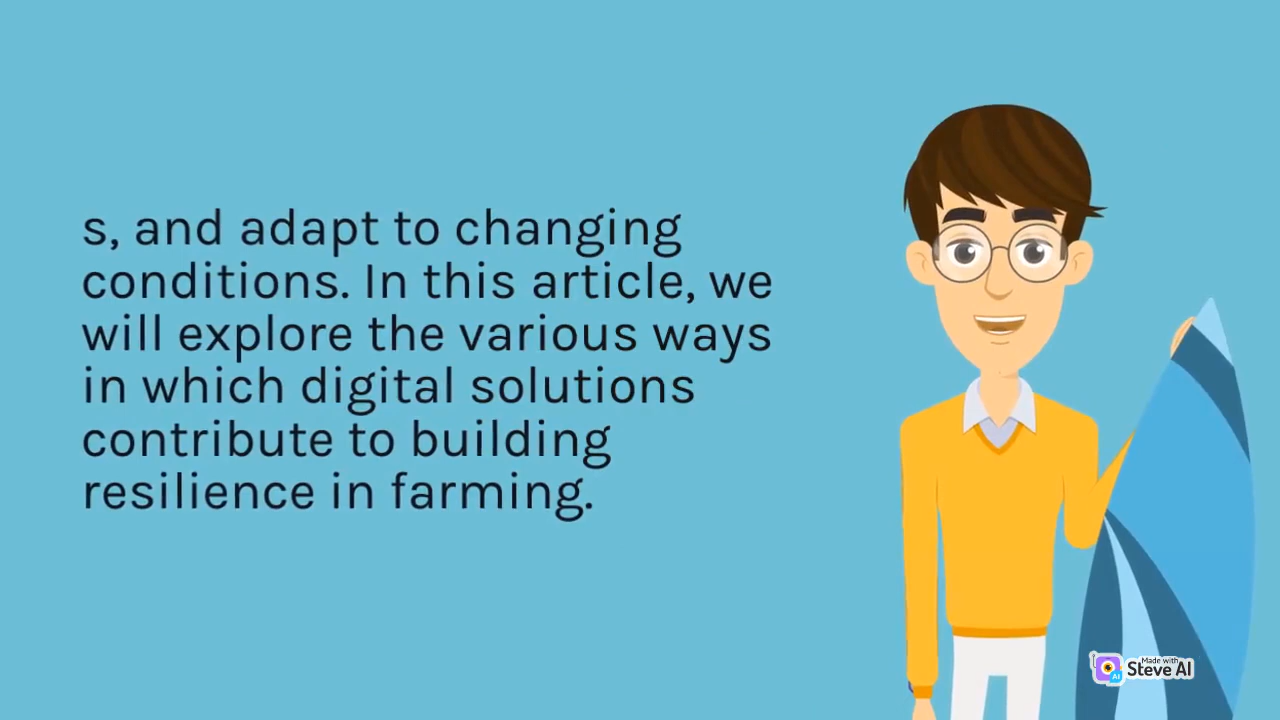 s, and adapt to changing
conditions. In this article, we
will explore the various ways
in which digital solutions
contribute to building
resilience in farming.
Made with
Steve AI
AI